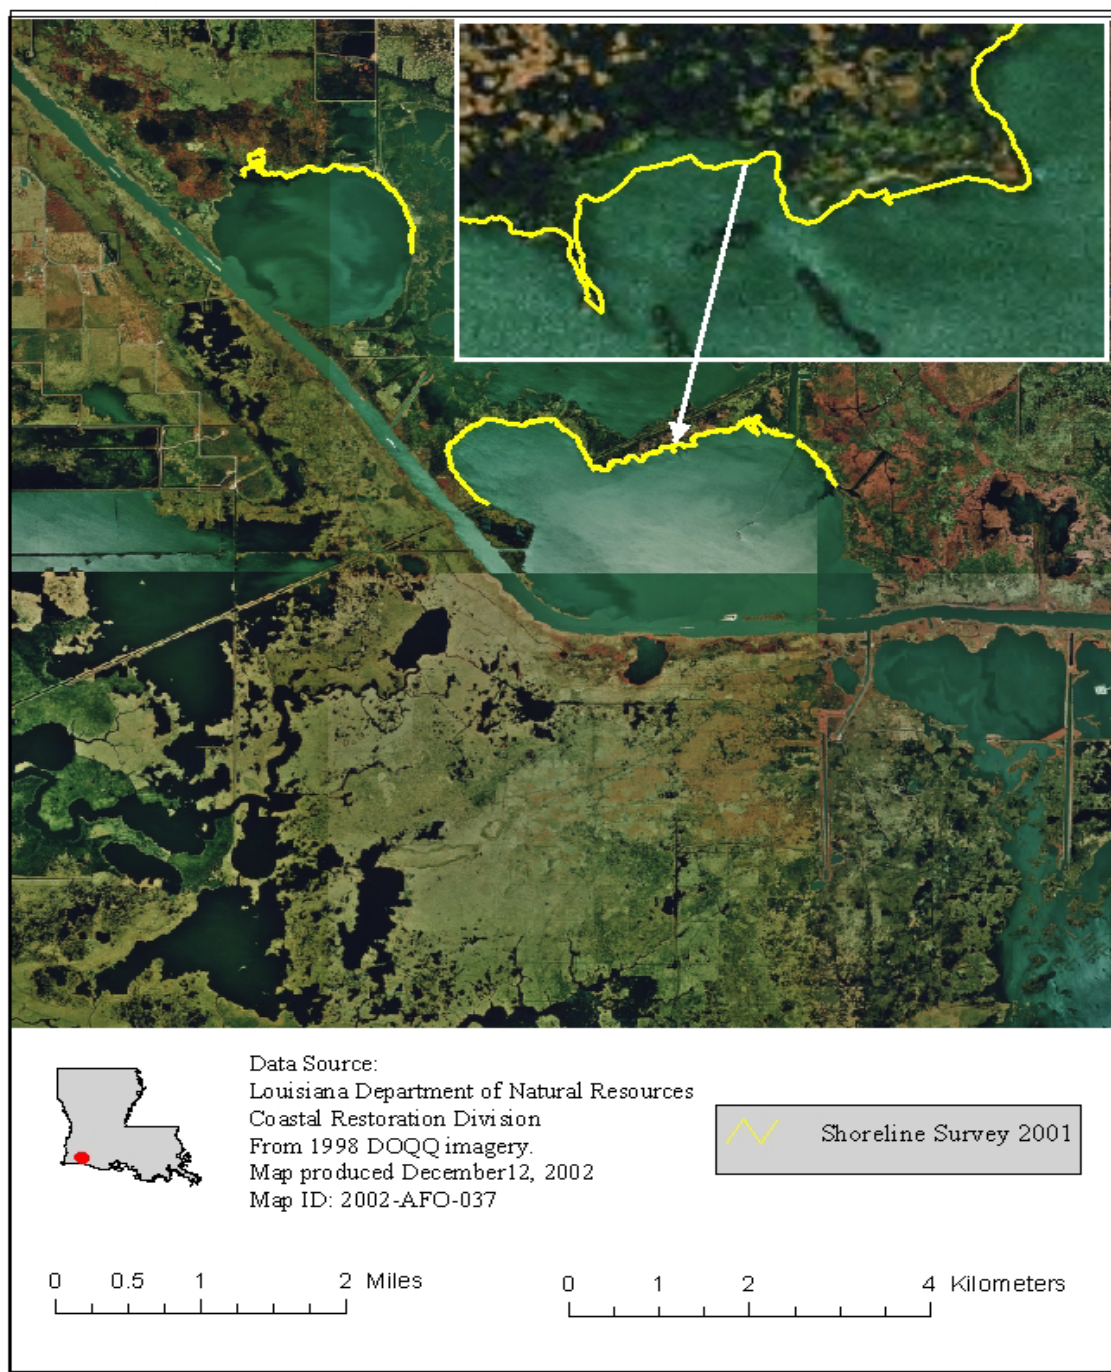 Data Source:
Louisiana Department of Natural Resources
Coastal Restoration Division
From 1998 DOQQ imagery.
Map produced December12, 2002
Map ID: 2002-AFO-037
Shoreline Survey 2001
0 0.5 1 2 Miles
0 1 2 4 Kilometers